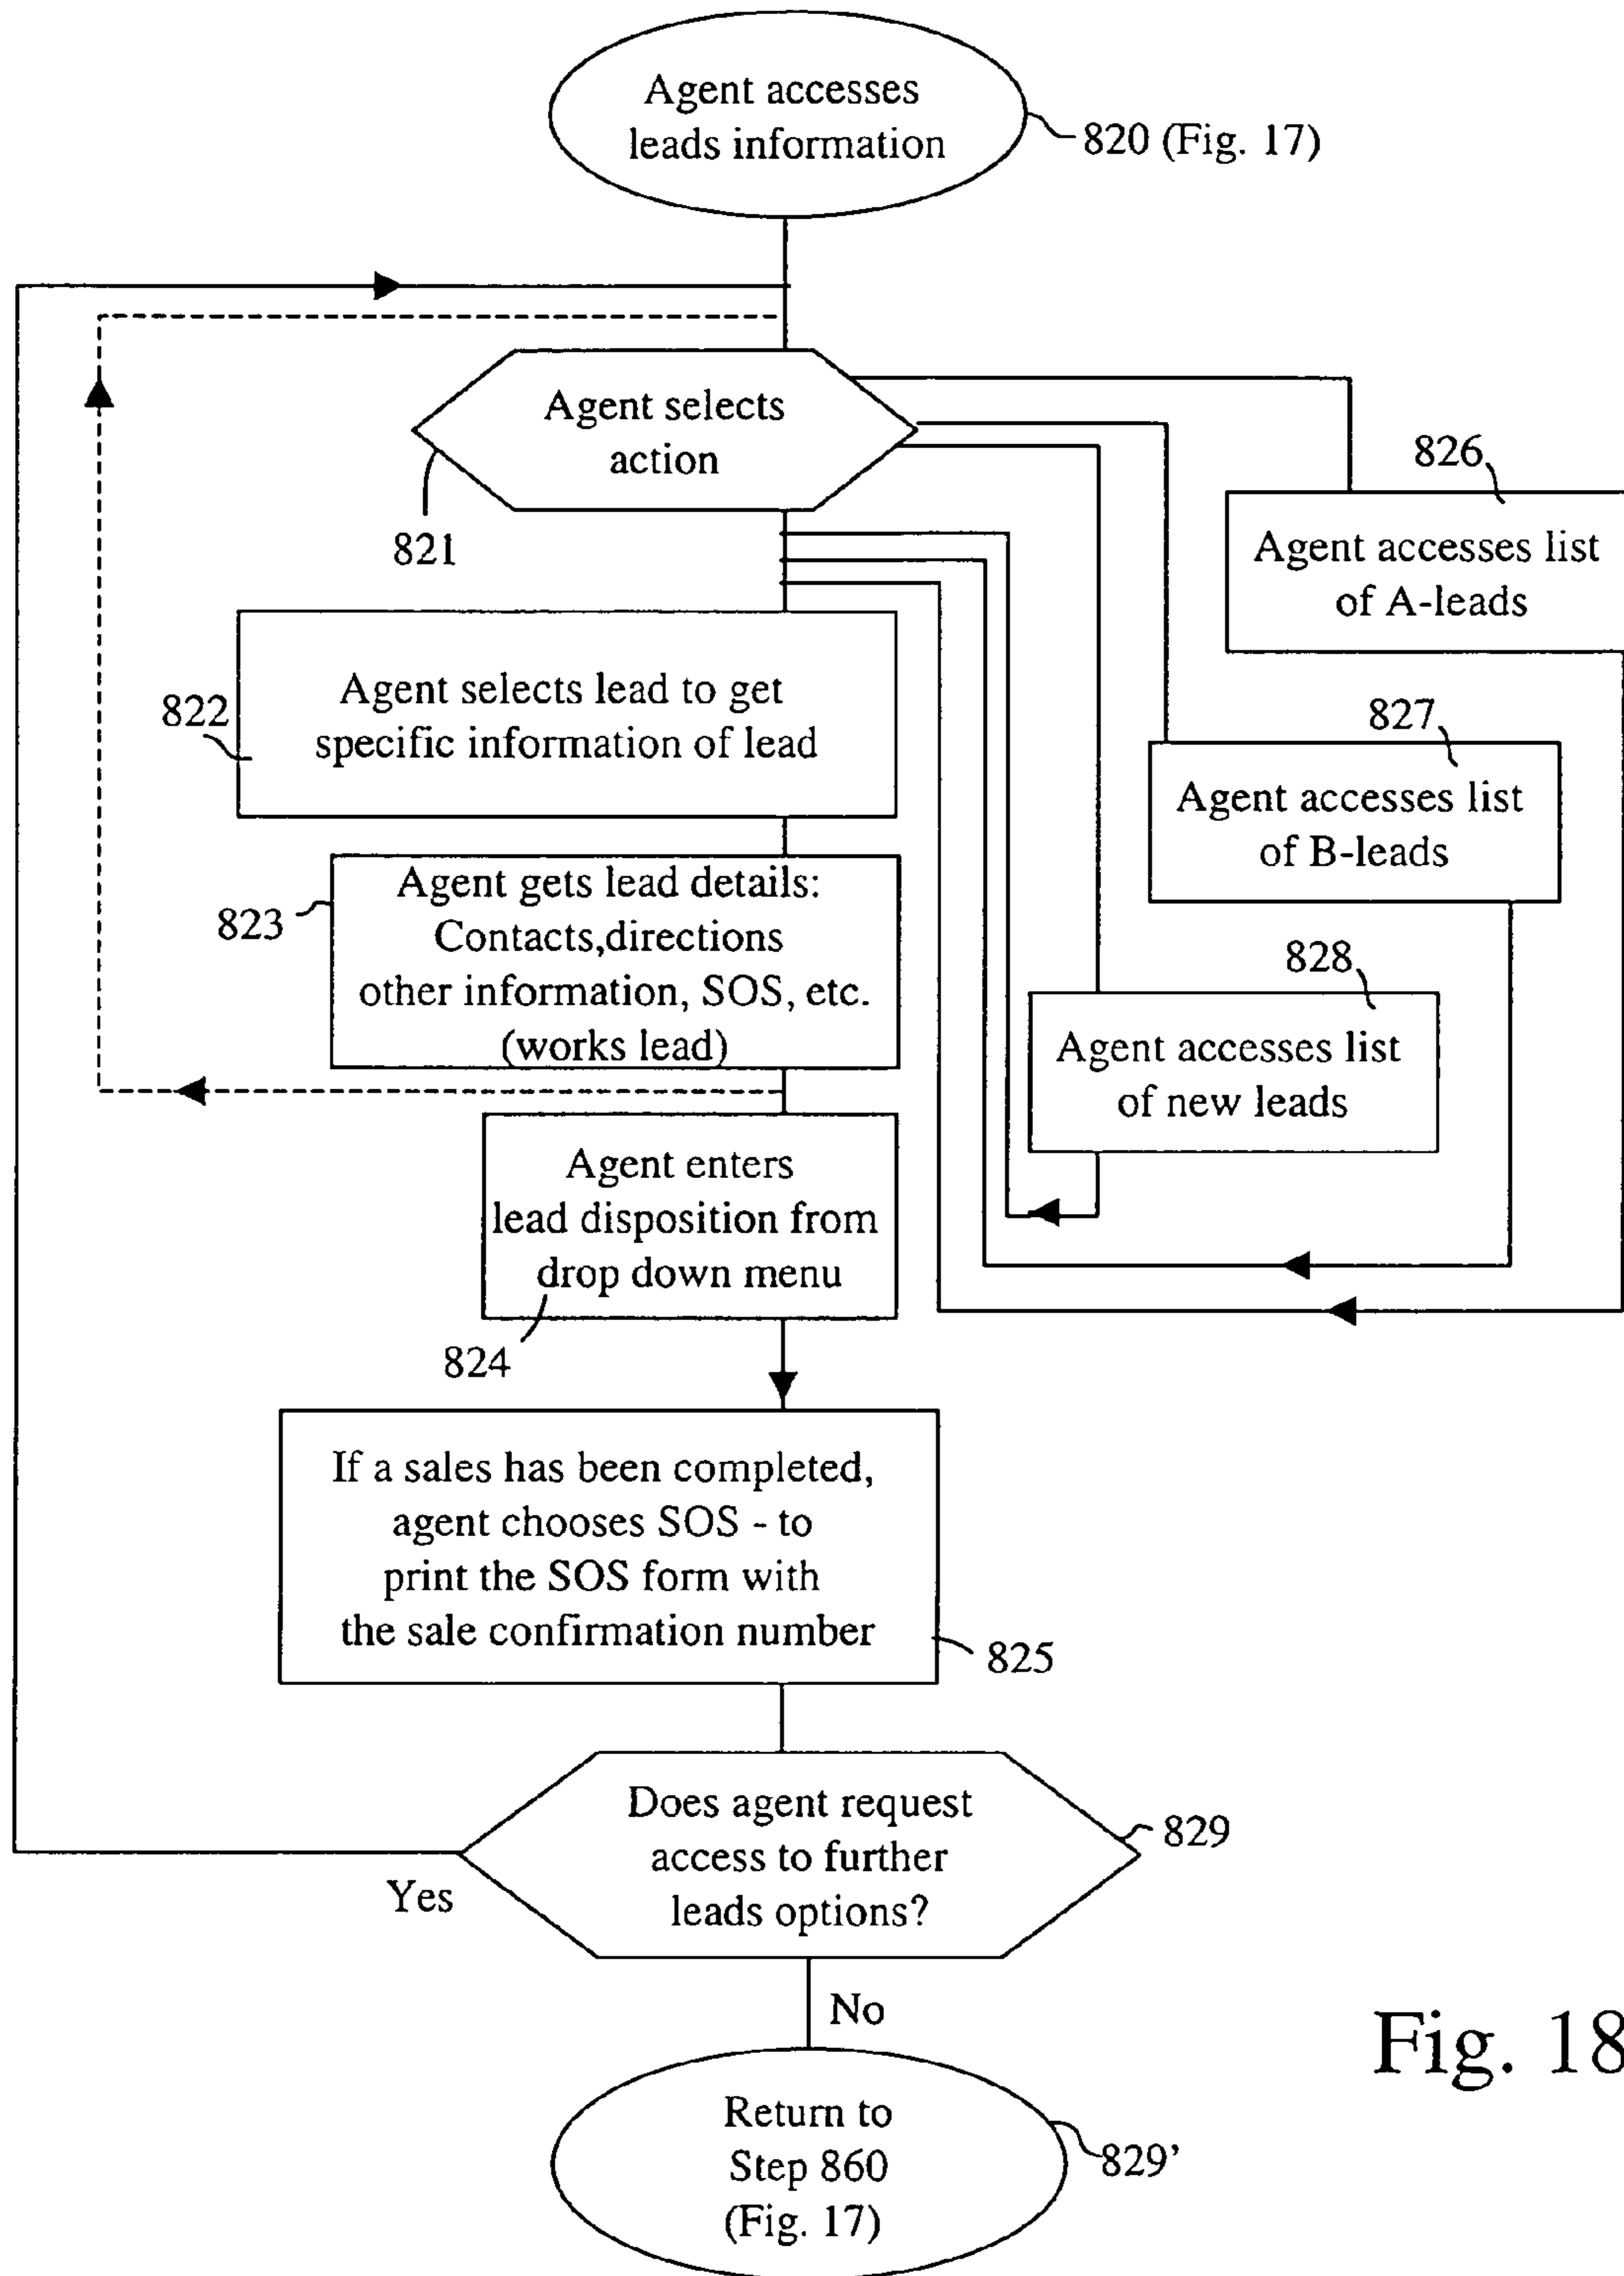 Agent accesses
leads information
820 (Fig. 17)
Agent selects
action
821
826
Agent accesses list
of A-leads
822
Agent selects lead to get
specific information of lead
827
Agent accesses list
of B-leads
823
Agent gets lead details:
Contacts,directions
other information, SOS, etc.
(works lead)
828
Agent accesses list
of new leads
Agent enters
lead disposition from
drop down menu
824
If a sales has been completed,
agent chooses SOS - to
print the SOS form with
the sale confirmation number
825
Does agent request
access to further
leads options?
829
Yes
No
Fig. 18
Return to
Step 860
(Fig. 17)
829’